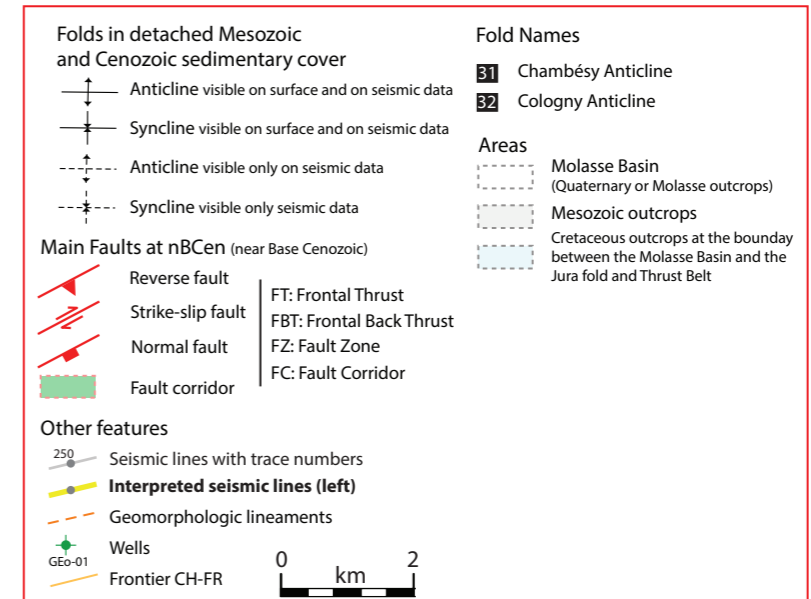 Folds in detached Mesozoic
and Cenozoic sedimentary cover
Anticline visible on surface and on seismic data
Syncline visible on surface and on seismic data
Anticline visible only on seismic data
Syncline visible only seismic data
Main Faults at nBCen (near Base Cenozoic)
Reverse fault
Strike-slip fault
Normal fault
Fault corridor
FT: Frontal Thrust
FBT: Frontal Back Thrust
FZ: Fault Zone
FC: Fault Corridor
Other features
250
Seismic lines with trace numbers
Interpreted seismic lines (left)
Geomorphologic lineaments
Wells
GEo-01
Frontier CH-FR
0 2
km
Fold Names
31 Chambésy Anticline
32 Cologny Anticline
Areas
Molasse Basin
(Quaternary or Molasse outcrops)
Mesozoic outcrops
Cretaceous outcrops at the bounday
between the Molasse Basin and the
Jura fold and Thrust Belt